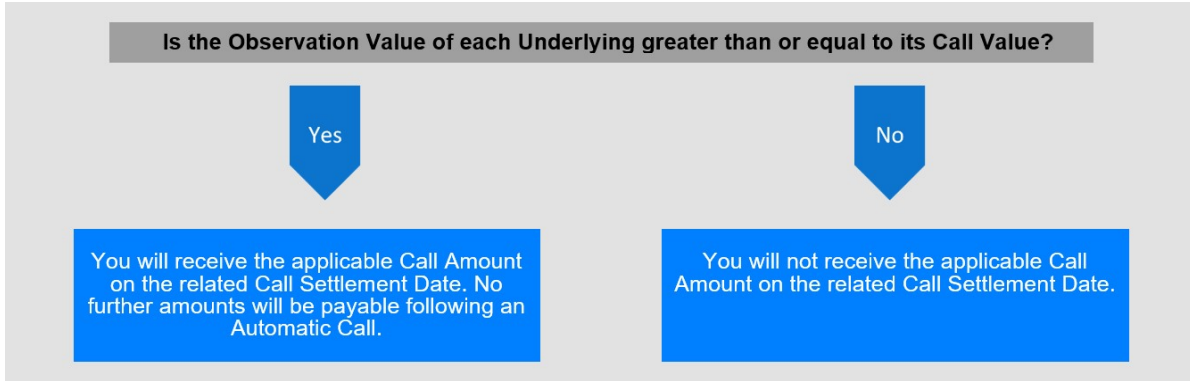 Is the Observation Value of each Underlying greater than or equal to its Call Value?
Yes
No
You will receive the applicable Call Amount
on the related Call Settlement Date. No
further amounts will be payable following an
Automatic Call.
You will not receive the applicable Call
Amount on the related Call Settlement Date.